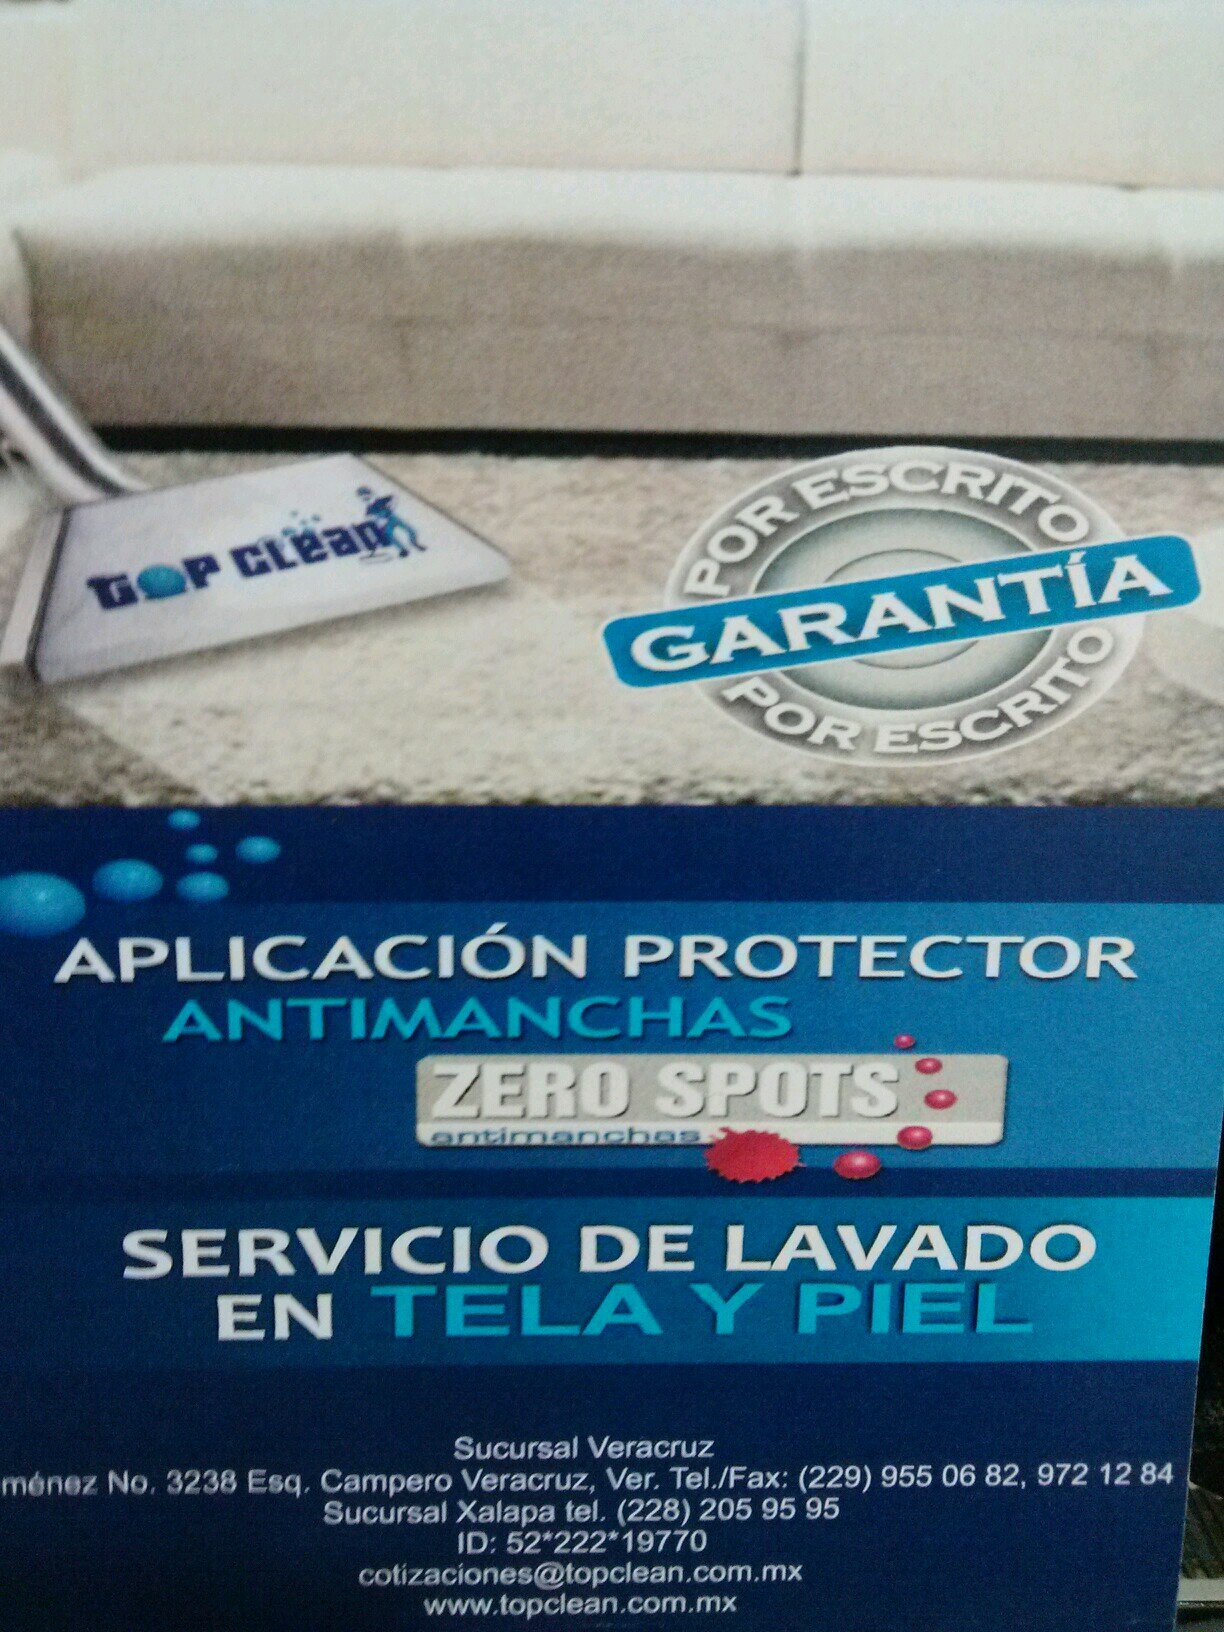 TOP CLEAN
POR ESCRITO
GARANTÍA
POR ESCRITO
APLICACIÓN PROTECTOR
ANTIMANCHAS
ZERO SPOTS
antimanchas
SERVICIO DE LAVADO
EN TELA Y PIEL
Sucursal Veracruz
ménez No. 3238 Esq. Campero Veracruz, Ver. Tel./Fax: (229) 955 06 82, 972 12 84
Sucursal Xalapa tel. (228) 205 95 95
ID: 52*222*19770
cotizaciones@topclean.com.mx
www.topclean.com.mx